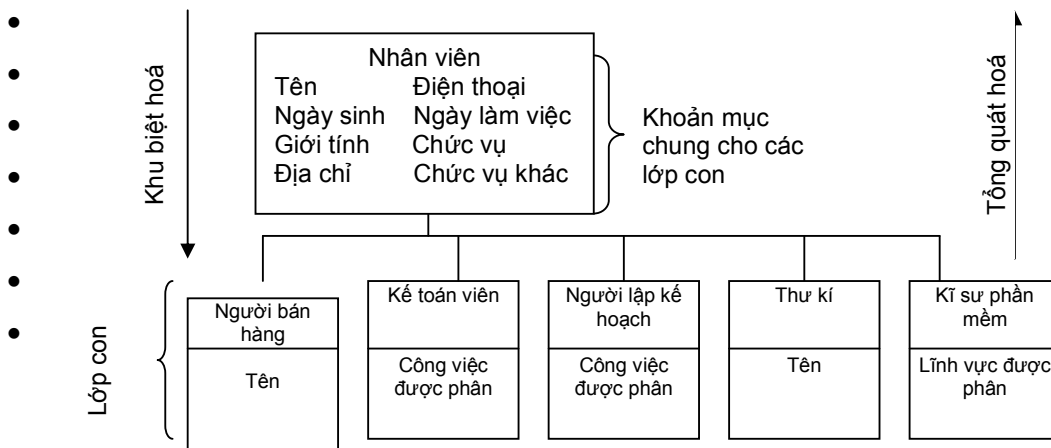 Khu biệt hoá
Nhân viên
Tên Điện thoại
Ngày sinh Ngày làm việc
Giới tính Chức vụ
Địa chỉ Chức vụ khác
Khoản mục
chung cho các
lớp con
Tổng quát hoá
Lớp con
Người bán
hàng
Tên
Kế toán viên
Công việc
được phân
Người lập kế
hoạch
Công việc
được phân
Thư kí
Tên
Kĩ sư phần
mềm
Lĩnh vực được
phân